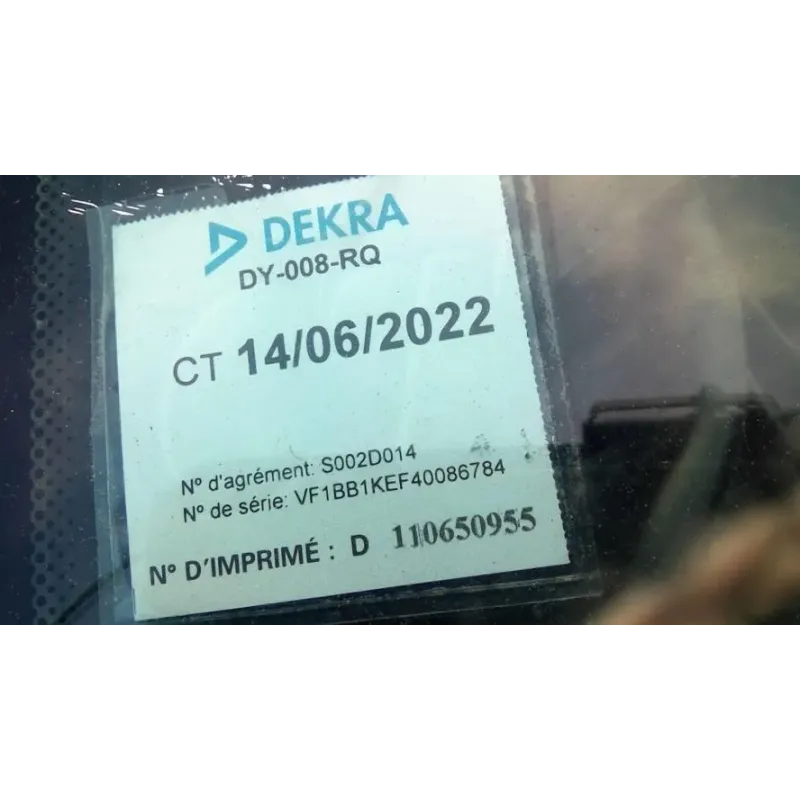 DEKRA
DY-008-RQ
CT 14/06/2022
N° d'agrément: S002D014
N° de série: VF1BB1KEF40086784
N° D'IMPRIMÉ : D 110650955